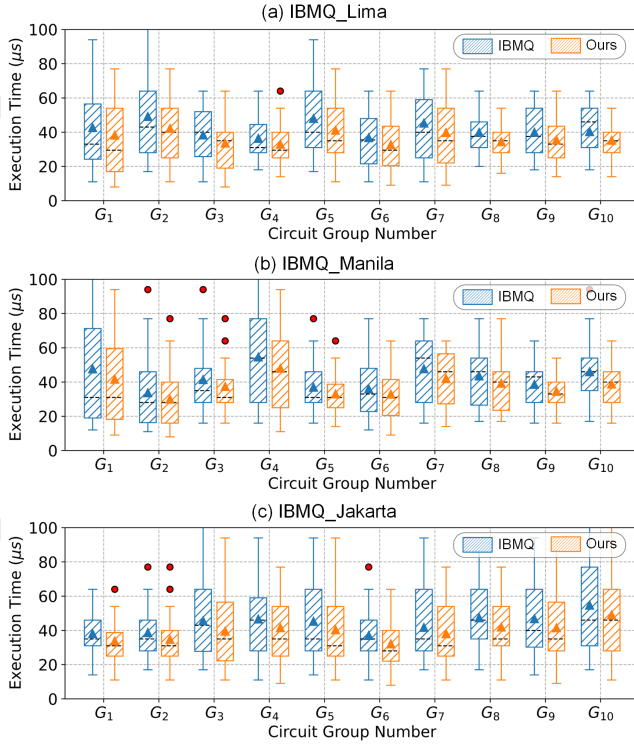 (a) IBMQ_Lima
Execution Time (μs)
100
80
60
40
20
0
IBMQ
Ours
G1 G2 G3 G4 G5 G6 G7 G8 G9 G10
Circuit Group Number
(b) IBMQ_Manila
Execution Time (μs)
100
80
60
40
20
0
IBMQ
Ours
G1 G2 G3 G4 G5 G6 G7 G8 G9 G10
Circuit Group Number
(c) IBMQ_Jakarta
Execution Time (μs)
100
80
60
40
20
0
IBMQ
Ours
G1 G2 G3 G4 G5 G6 G7 G8 G9 G10
Circuit Group Number